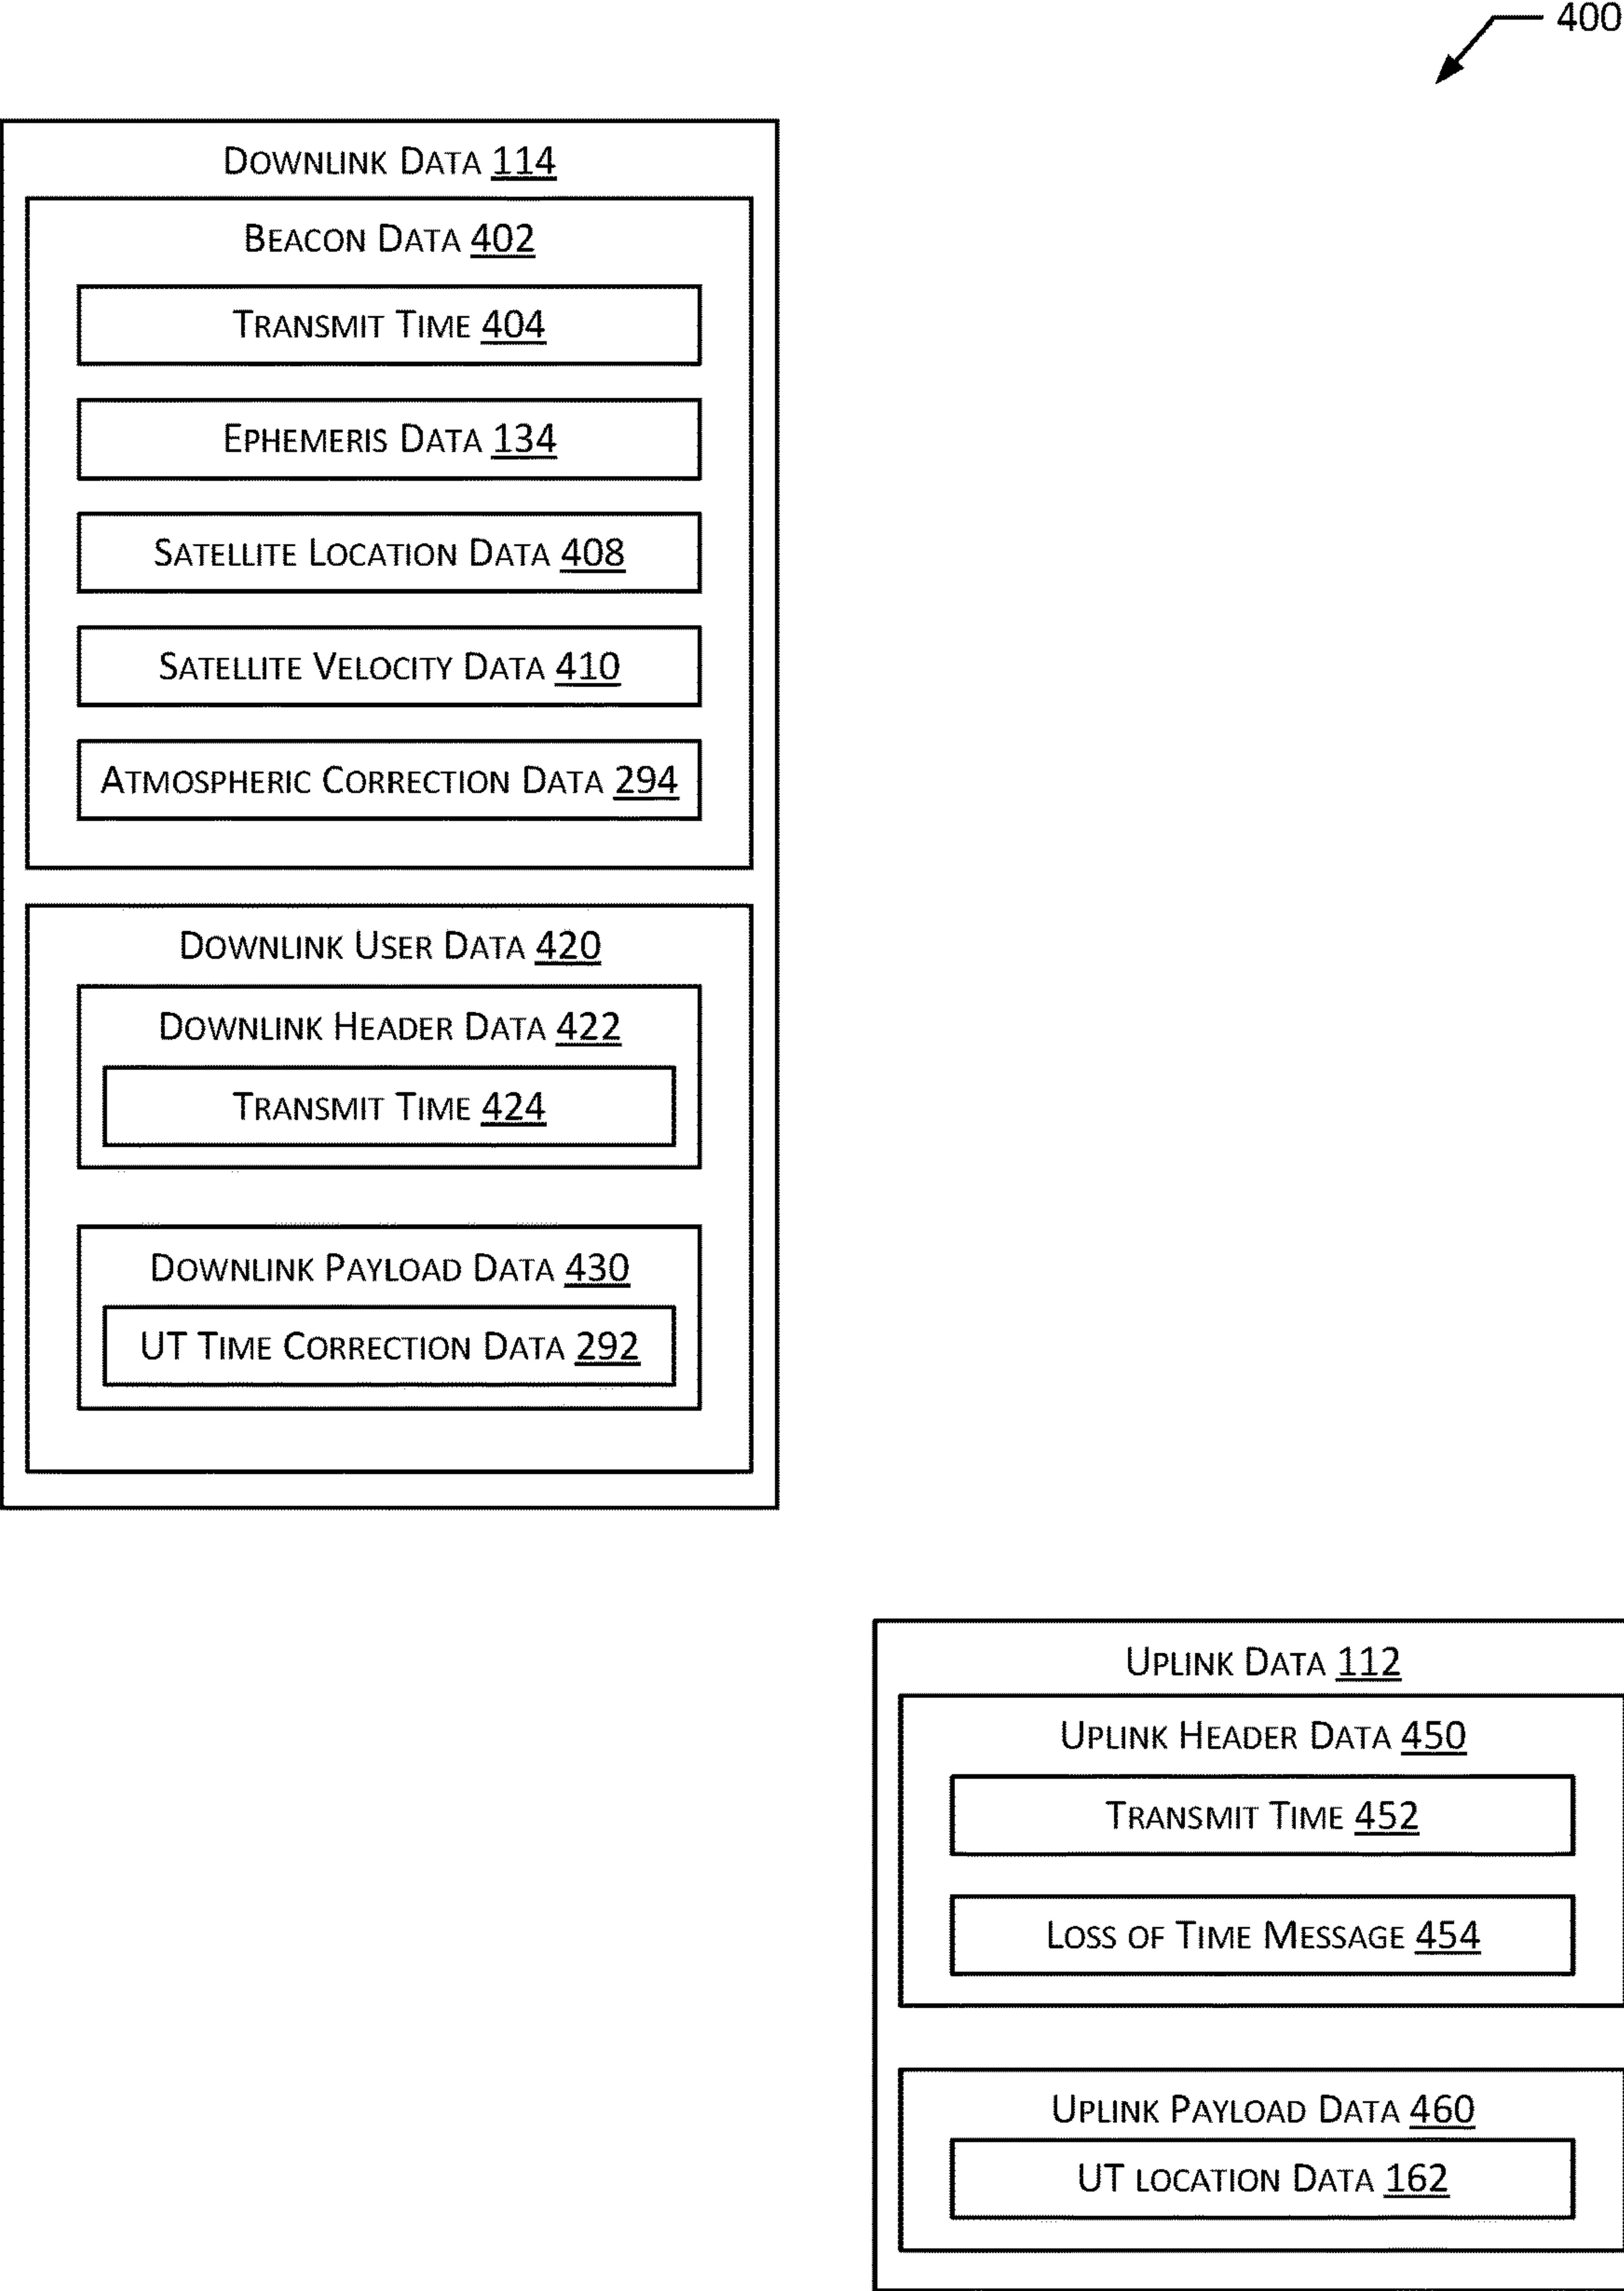 400
Downlink Data 114
Beacon Data 402
Transmit Time 404
Ephemeris Data 134
Satellite Location Data 408
Satellite Velocity Data 410
Atmospheric Correction Data 294
Downlink User Data 420
Downlink Header Data 422
Transmit Time 424
Downlink Payload Data 430
UT Time Correction Data 292
Uplink Data 112
Uplink Header Data 450
Transmit Time 452
Loss of Time Message 454
Uplink Payload Data 460
UT location Data 162